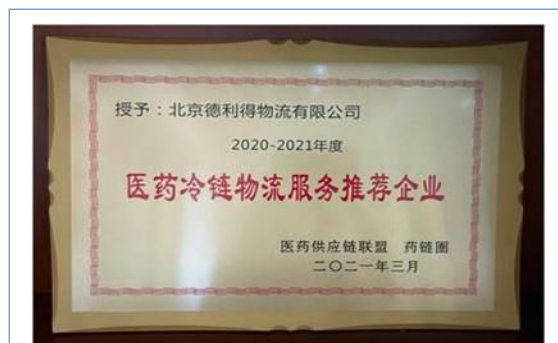 授予：北京德利得物流有限公司
2020-2021年度
医药冷链物流服务推荐企业
医药供应链联盟 药链圈
二〇二一年三月